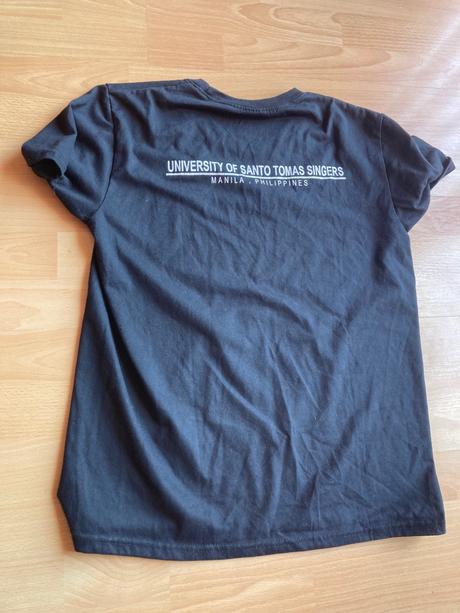 UNIVERSITY OF SANTO TOMAS SINGERS
MANILA . PHILIPPINES